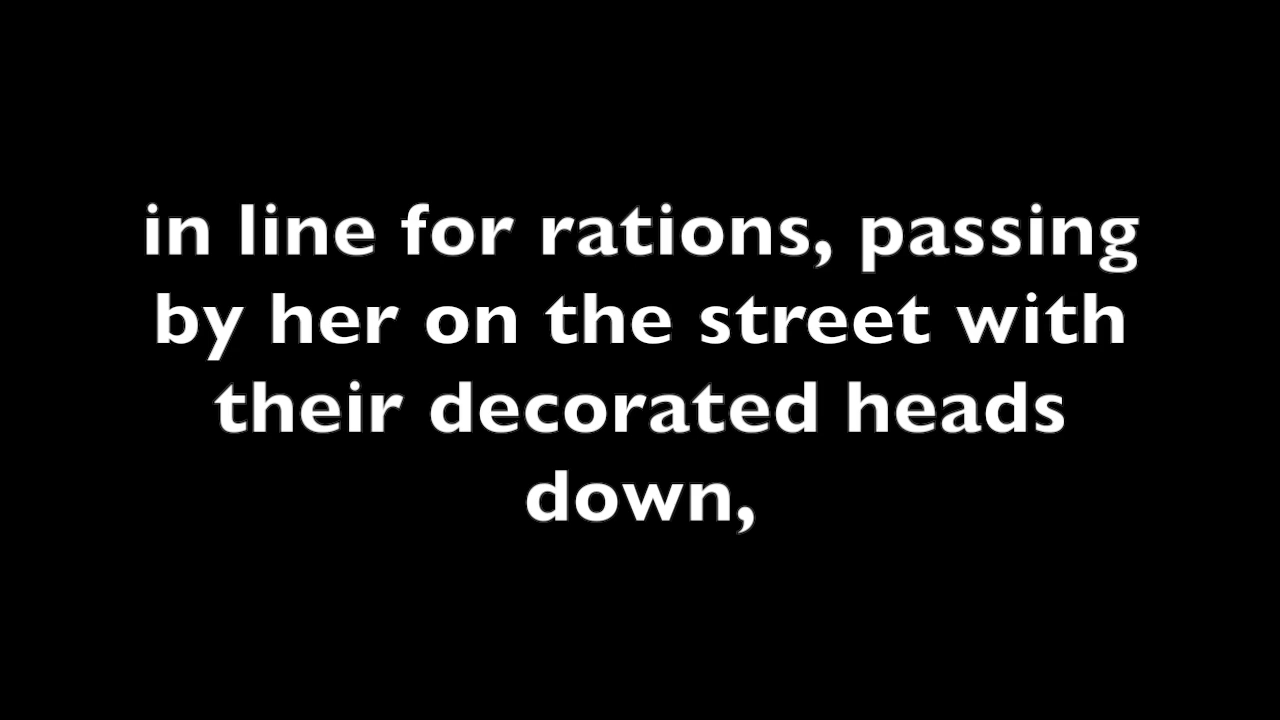 in line for rations, passing
by her on the street with
their decorated heads
down,